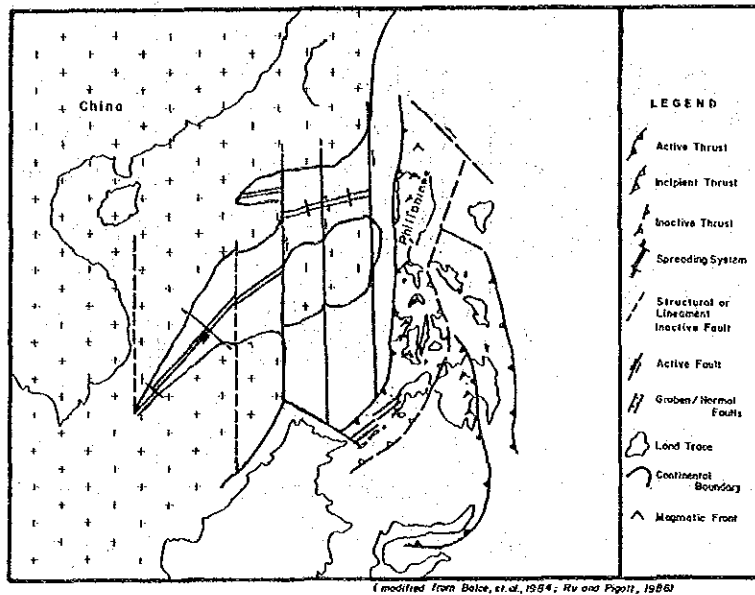 China
Philippines
LEGEND
Active Thrust
Incipient Thrust
Inactive Thrust
Spreading System
Structural or
Lineament
Inactive Fault
Active Fault
Graben/Normal
Faults
Land Trace
Continental
Boundary
Magmatic Front
(modified from Balce, et.al., 1984; Ru and Pigott, 1986)